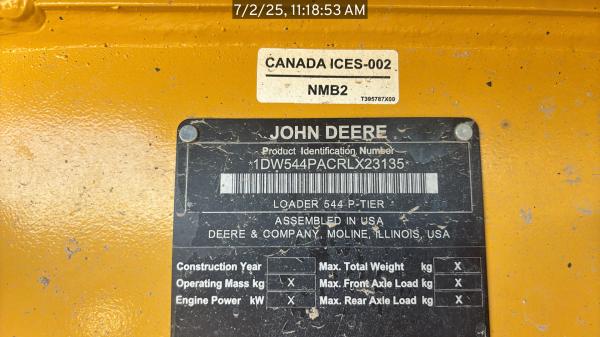 7/2/25, 11:18:53 AM
CANADA ICES-002
NMB2
T395787X00
JOHN DEERE
Product Identification Number
*1DW544PACRLX23135*
LOADER 544 P-TIER
ASSEMBLED IN USA
DEERE & COMPANY, MOLINE, ILLINOIS, USA
Construction Year Max. Total Weight kg X
Operating Mass kg X Max. Front Axle Load kg X
Engine Power kW X Max. Rear Axle Load kg X